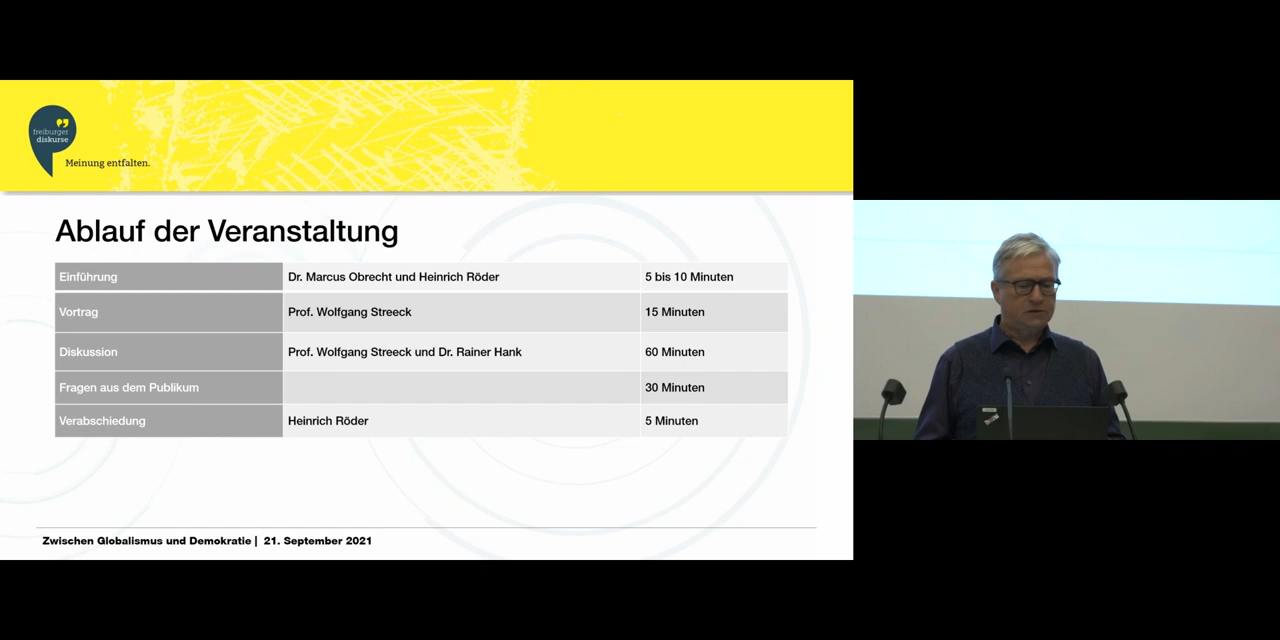 freiburger
diskurse
Meinung entfalten.
Ablauf der Veranstaltung
Einführung Dr. Marcus Obrecht und Heinrich Röder 5 bis 10 Minuten
Vortrag Prof. Wolfgang Streeck 15 Minuten
Diskussion Prof. Wolfgang Streeck und Dr. Rainer Hank 60 Minuten
Fragen aus dem Publikum 30 Minuten
Verabschiedung Heinrich Röder 5 Minuten
Zwischen Globalismus und Demokratie | 21. September 2021